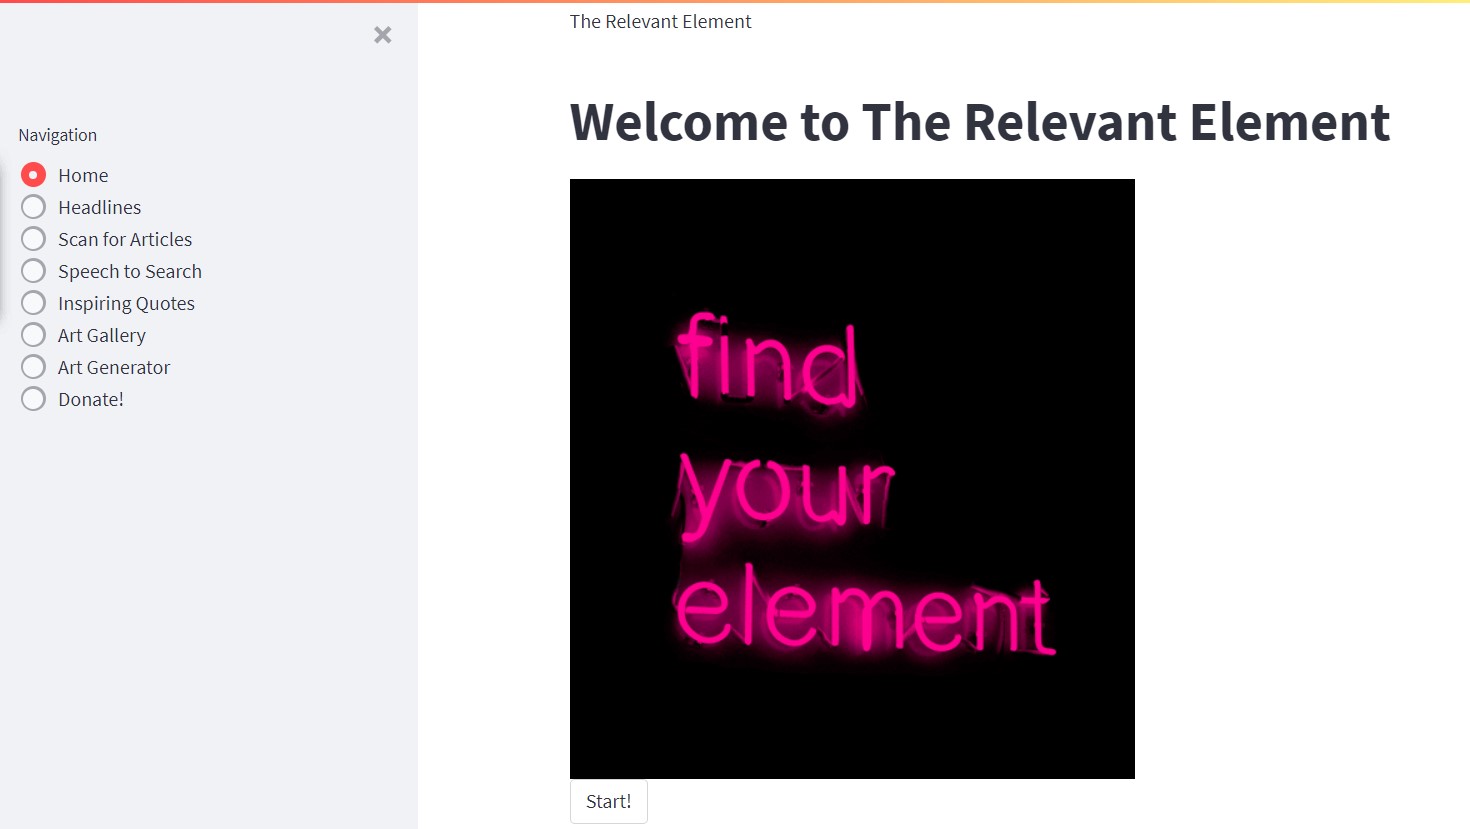 The Relevant Element
Navigation
Home
Headlines
Scan for Articles
Speech to Search
Inspiring Quotes
Art Gallery
Art Generator
Donate!
Welcome to The Relevant Element
find
your
element
Start!